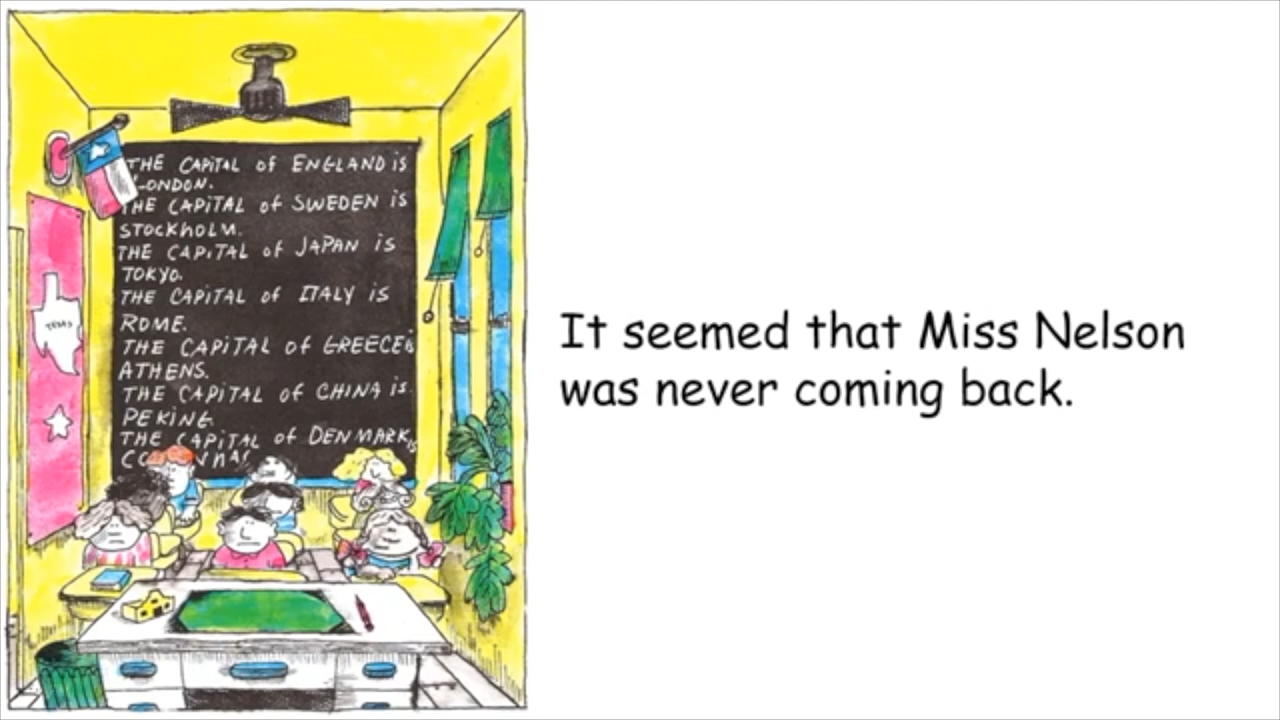 THE CAPITAL of ENGLAND is
LONDON.
THE CAPITAL of SWEDEN is
STOCKHOLM.
THE CAPITAL of JAPAN is
TOKYO.
THE CAPITAL of ITALY is
ROME.
THE CAPITAL of GREECE is
ATHENS.
THE CAPITAL of CHINA is
PEKING.
THE CAPITAL of DENMARK is
TEXAS
It seemed that Miss Nelson
was never coming back.